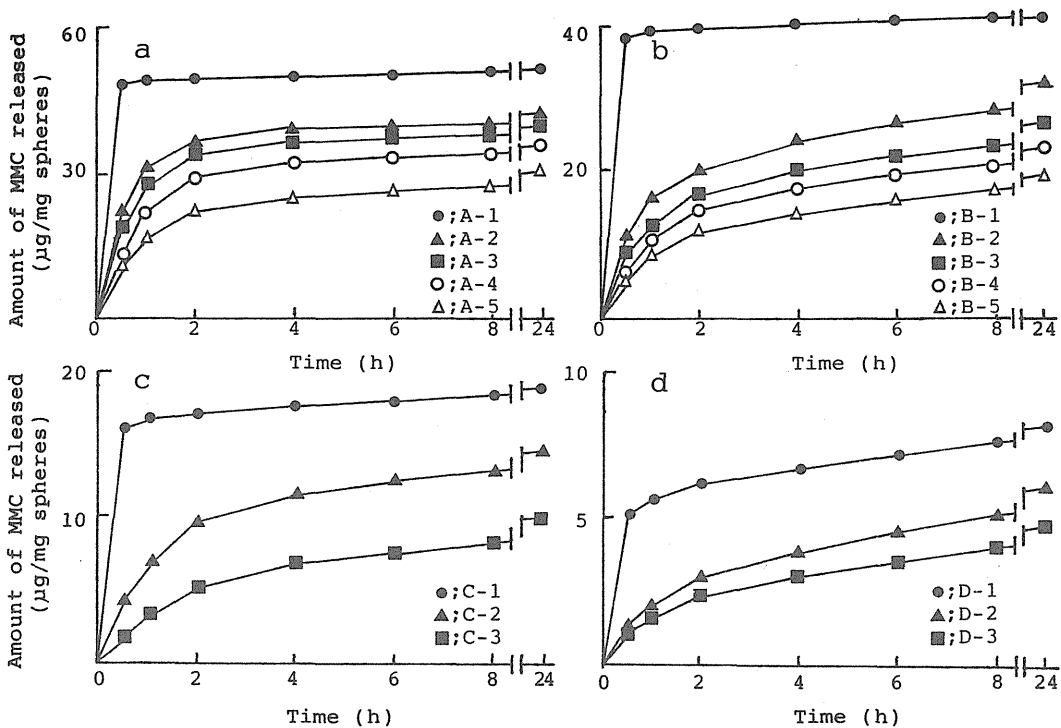 Amount of MMC released
(µg/mg spheres)
60
30
0
a
●;A-1
▲;A-2
■;A-3
○;A-4
△;A-5
0 2 4 6 8 24
Time (h)
40
20
b
●;B-1
▲;B-2
■;B-3
○;B-4
△;B-5
0 2 4 6 8 24
Time (h)
Amount of MMC released
(µg/mg spheres)
20
10
c
●;C-1
▲;C-2
■;C-3
0 2 4 6 8 24
Time (h)
10
5
d
●;D-1
▲;D-2
■;D-3
0 2 4 6 8 24
Time (h)